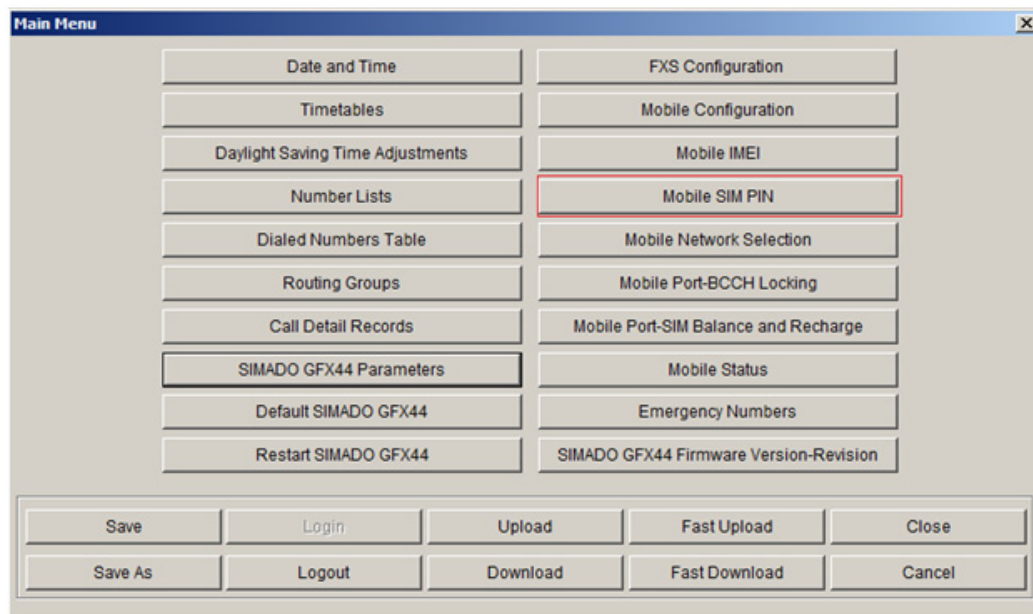 Main Menu
Date and Time
FXS Configuration
Timetables
Mobile Configuration
Daylight Saving Time Adjustments
Mobile IMEI
Number Lists
Mobile SIM PIN
Dialed Numbers Table
Mobile Network Selection
Routing Groups
Mobile Port-BCCH Locking
Call Detail Records
Mobile Port-SIM Balance and Recharge
SIMADO GFX44 Parameters
Mobile Status
Default SIMADO GFX44
Emergency Numbers
Restart SIMADO GFX44
SIMADO GFX44 Firmware Version-Revision
Save
Login
Upload
Fast Upload
Close
Save As
Logout
Download
Fast Download
Cancel